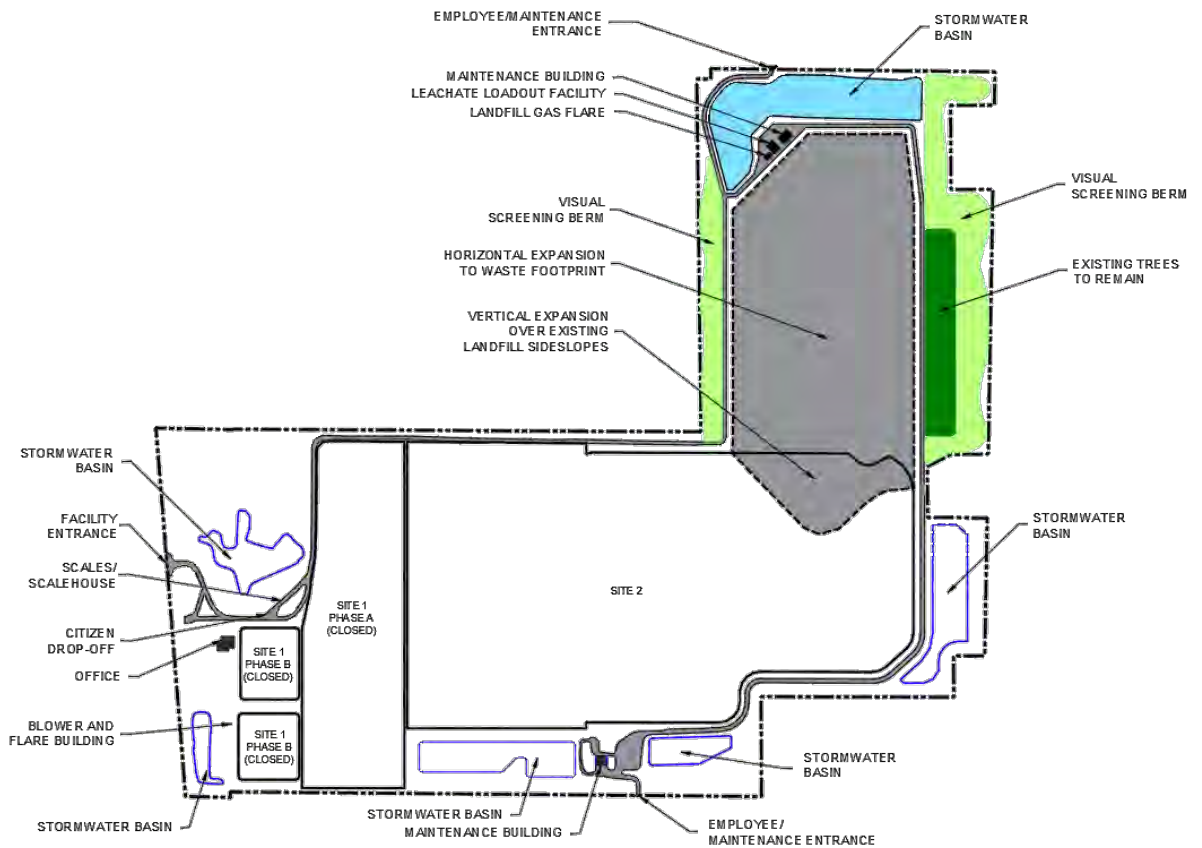 EMPLOYEE/MAINTENANCE
ENTRANCE
STORMWATER
BASIN
MAINTENANCE BUILDING
LEACHATE LOADOUT FACILITY
LANDFILL GAS FLARE
VISUAL
SCREENING BERM
VISUAL
SCREENING BERM
HORIZONTAL EXPANSION
TO WASTE FOOTPRINT
EXISTING TREES
TO REMAIN
VERTICAL EXPANSION
OVER EXISTING
LANDFILL SIDESLOPES
STORMWATER
BASIN
FACILITY
ENTRANCE
STORMWATER
BASIN
SCALES/
SCALEHOUSE
SITE 2
SITE 1
PHASE A
(CLOSED)
CITIZEN
DROP-OFF
OFFICE
SITE 1
PHASE B
(CLOSED)
BLOWER AND
FLARE BUILDING
SITE 1
PHASE B
(CLOSED)
STORMWATER
BASIN
STORMWATER BASIN
STORMWATER BASIN
MAINTENANCE BUILDING
EMPLOYEE/
MAINTENANCE ENTRANCE